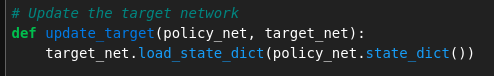 # Update the target network
def update_target(policy_net, target_net):
    target_net.load_state_dict(policy_net.state_dict())